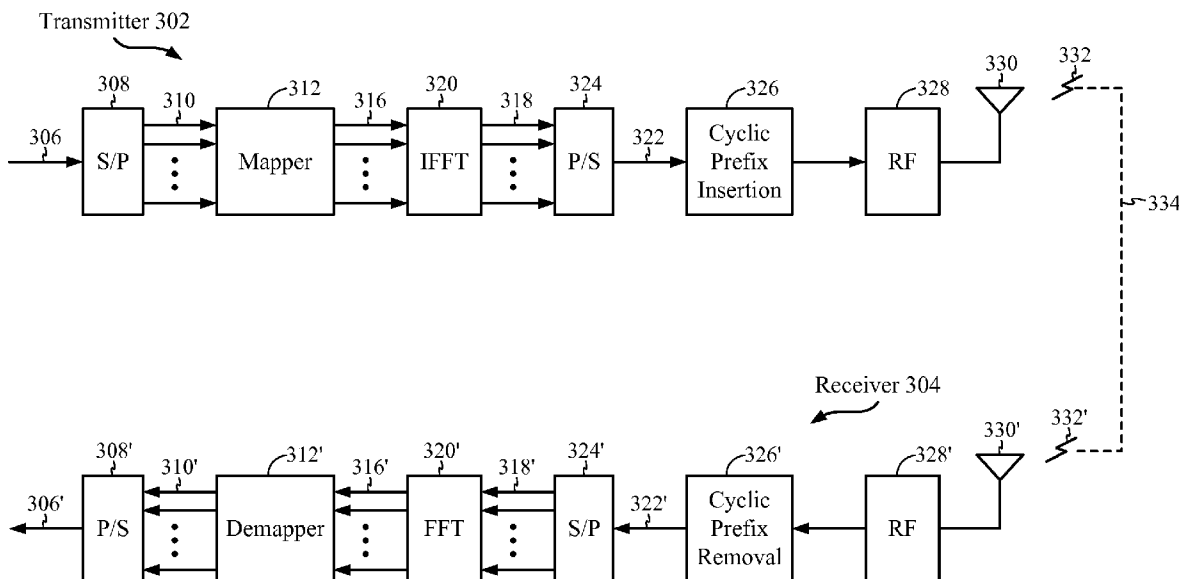 Transmitter 302
308
310
312
316
320
318
324
326
328
330
332
306
S/P
Mapper
IFFT
P/S
322
Cyclic
Prefix
Insertion
RF
334
Receiver 304
308'
310'
312'
316'
320'
318'
324'
326'
328'
330'
332'
306'
P/S
Demapper
FFT
S/P
322'
Cyclic
Prefix
Removal
RF